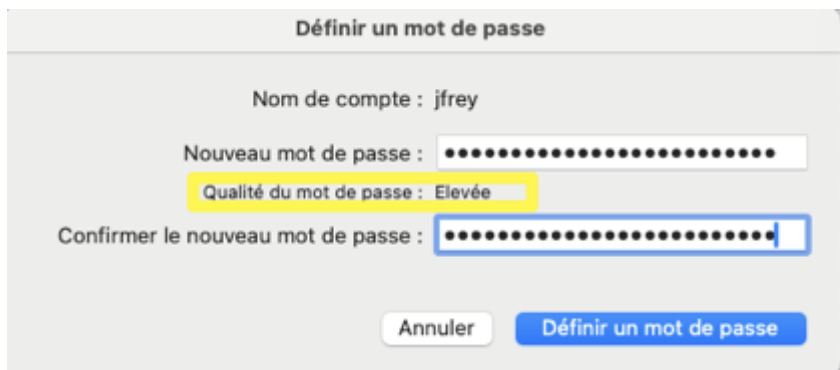 Définir un mot de passe
Nom de compte : jfrey
Nouveau mot de passe : •••••••••••••••••••••••••
Qualité du mot de passe : Elevée
Confirmer le nouveau mot de passe : •••••••••••••••••••••••••
Annuler Définir un mot de passe